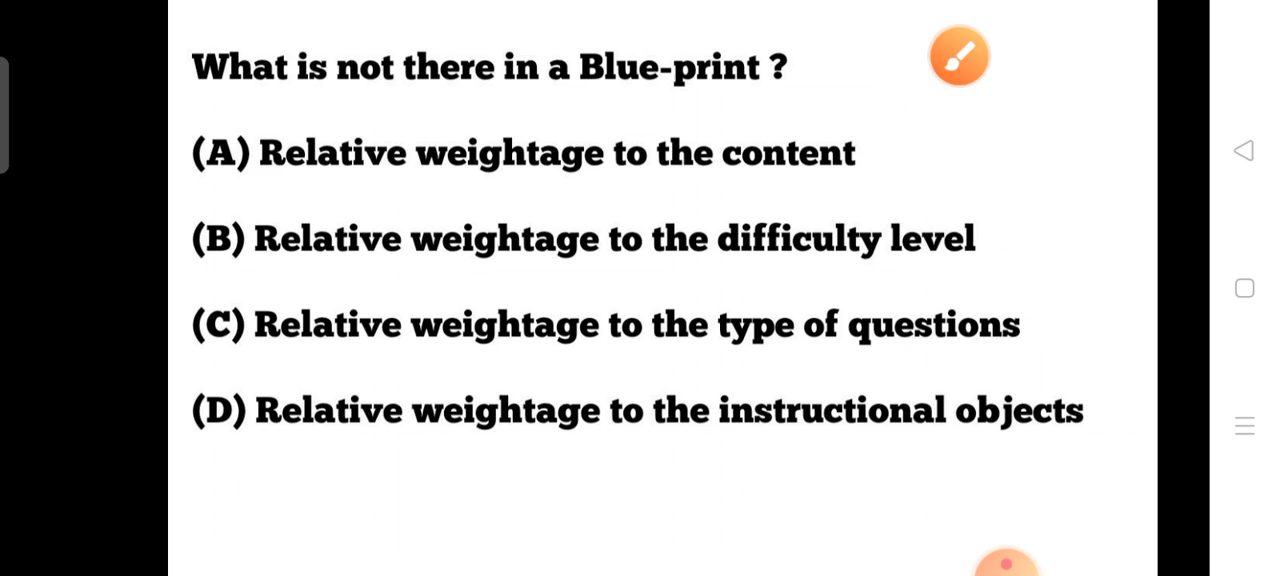 What is not there in a Blue-print ?
(A) Relative weightage to the content
(B) Relative weightage to the difficulty level
(C) Relative weightage to the type of questions
(D) Relative weightage to the instructional objects